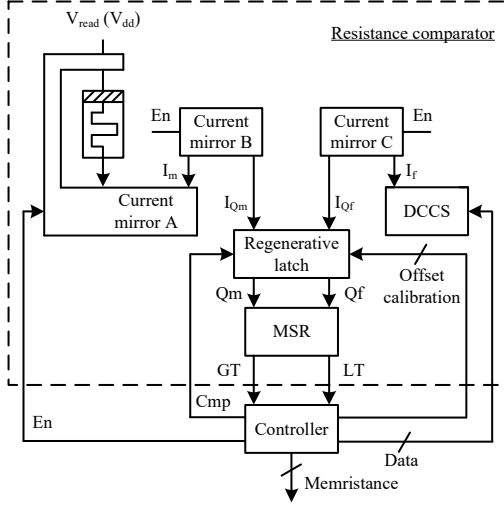 V_read (V_dd)
Resistance comparator
En
Current
mirror B
Current
mirror C
En
I_m
I_f
Current
mirror A
I_Qm
I_Qf
DCCS
Regenerative
latch
Offset
calibration
Qm
Qf
MSR
GT
LT
Cmp
En
Controller
Data
Memristance